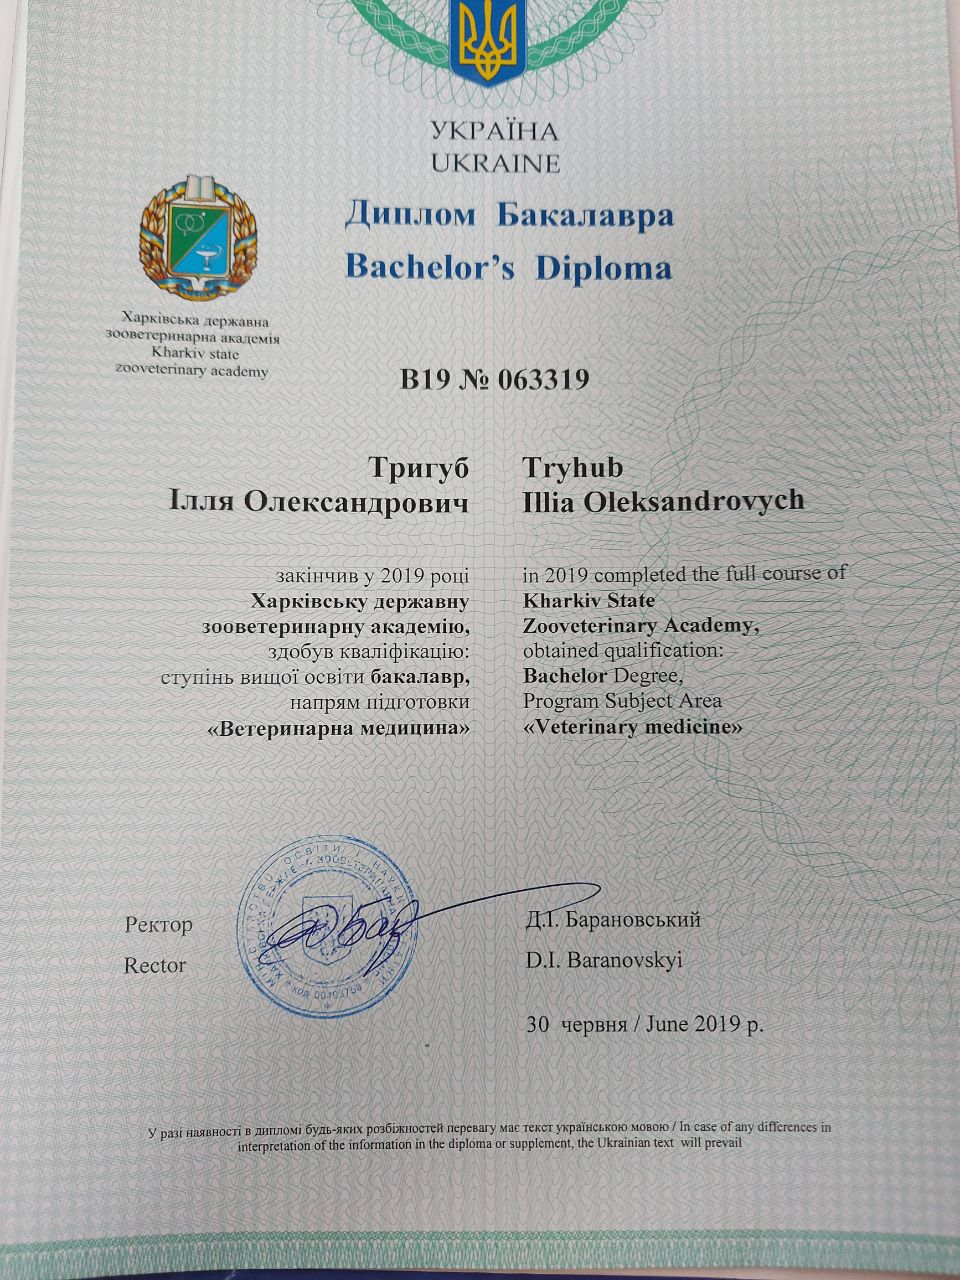 УКРАЇНА
UKRAINE
Диплом Бакалавра
Bachelor's Diploma
Харківська державна
зооветеринарна академія
Kharkiv state
zooveterinary academy
B19 № 063319
Тригуб
Ілля Олександрович
Tryhub
Illia Oleksandrovych
закінчив у 2019 році
Харківську державну
зооветеринарну академію,
здобув кваліфікацію:
ступінь вищої освіти бакалавр,
напрям підготовки
«Ветеринарна медицина»
in 2019 completed the full course of
Kharkiv State
Zooveterinary Academy,
obtained qualification:
Bachelor Degree,
Program Subject Area
«Veterinary medicine»
Ректор
Rector
Д.І. Барановський
D.I. Baranovskyi
30 червня / June 2019 р.
У разі наявності в дипломі будь-яких розбіжностей перевагу має текст українською мовою / In case of any differences in
interpretation of the information in the diploma or supplement, the Ukrainian text will prevail